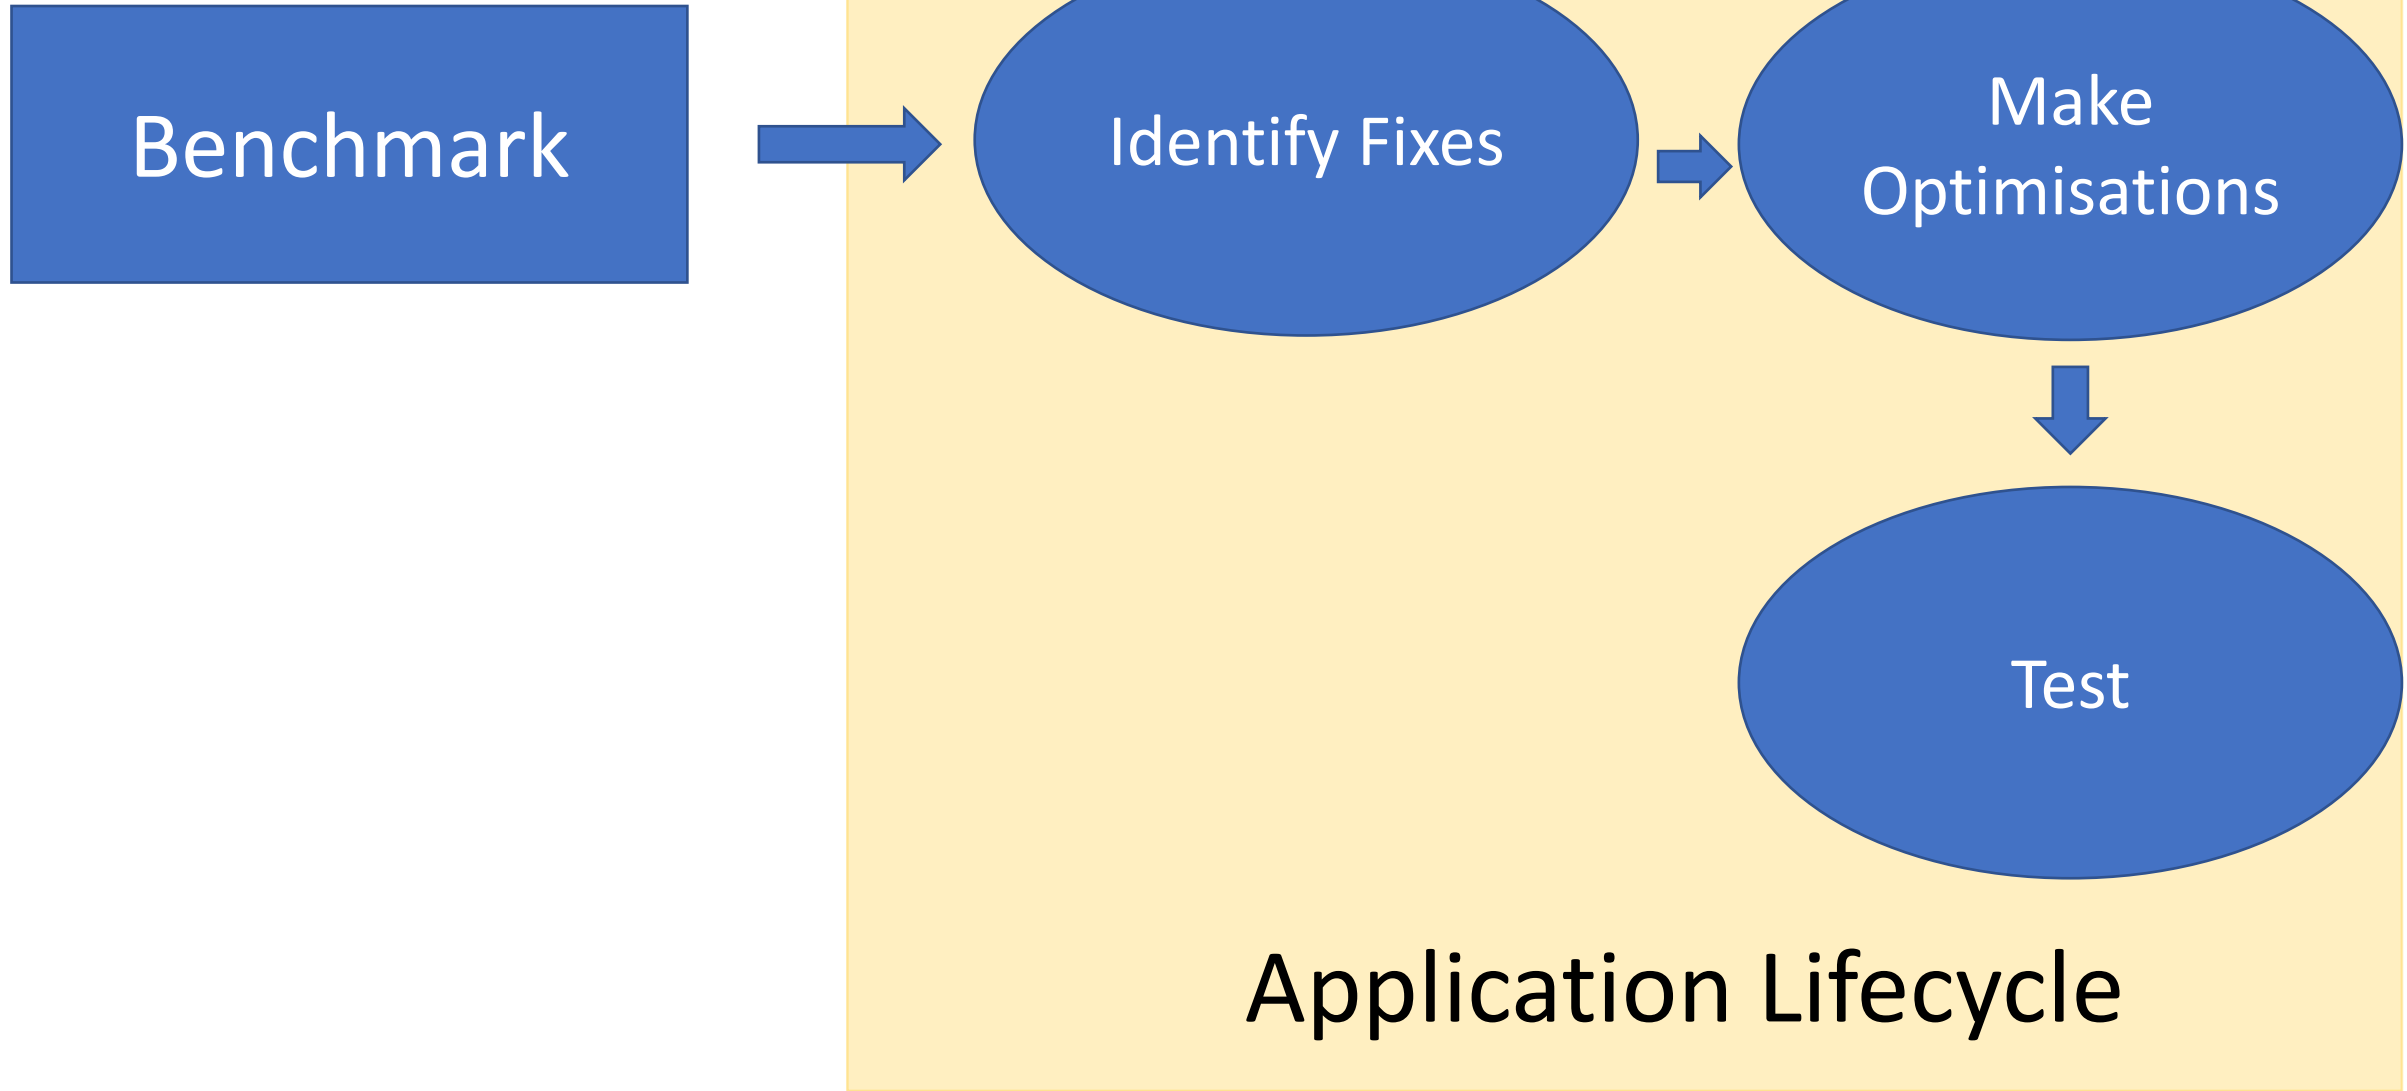 Benchmark
Identify Fixes
Make
Optimisations
Test
Application Lifecycle